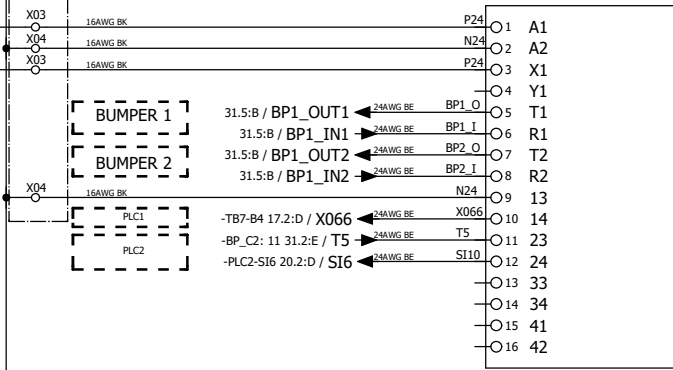 X03 16AWG BK P24 1 A1
X04 16AWG BK N24 2 A2
X03 16AWG BK P24 3 X1
4 Y1
BUMPER 1 31.5:B / BP1_OUT1 24AWG BE BP1_O 5 T1
31.5:B / BP1_IN1 24AWG BE BP1_I 6 R1
BUMPER 2 31.5:B / BP1_OUT2 24AWG BE BP2_O 7 T2
31.5:B / BP1_IN2 24AWG BE BP2_I 8 R2
X04 16AWG BK N24 9 13
PLC1 -TB7-B4 17.2:D / X066 24AWG BE X066 10 14
PLC2 -BP_C2: 11 31.2:E / T5 24AWG BE T5 11 23
-PLC2-SI6 20.2:D / SI6 24AWG BE SI10 12 24
13 33
14 34
15 41
16 42